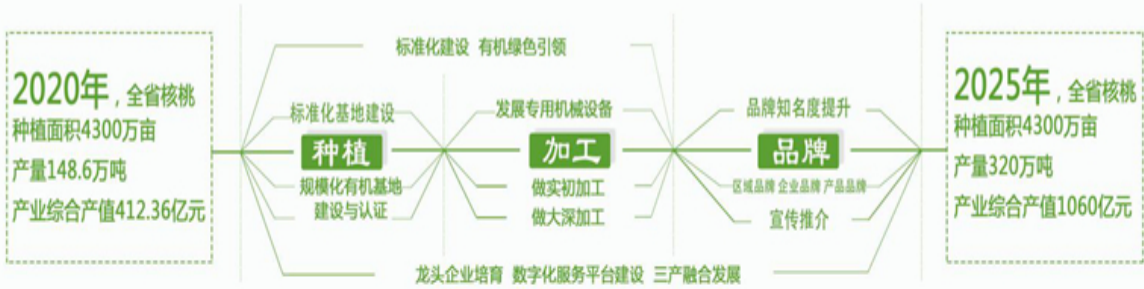 2020年，全省核桃
种植面积4300万亩
产量148.6万吨
产业综合产值412.36亿元
标准化建设 有机绿色引领
标准化基地建设
种植
规模化有机基地
建设与认证
发展专用机械设备
加工
做实初加工
做大深加工
品牌知名度提升
品牌
区域品牌 企业品牌 产品品牌
宣传推介
龙头企业培育 数字化服务平台建设 三产融合发展
2025年，全省核桃
种植面积4300万亩
产量320万吨
产业综合产值1060亿元